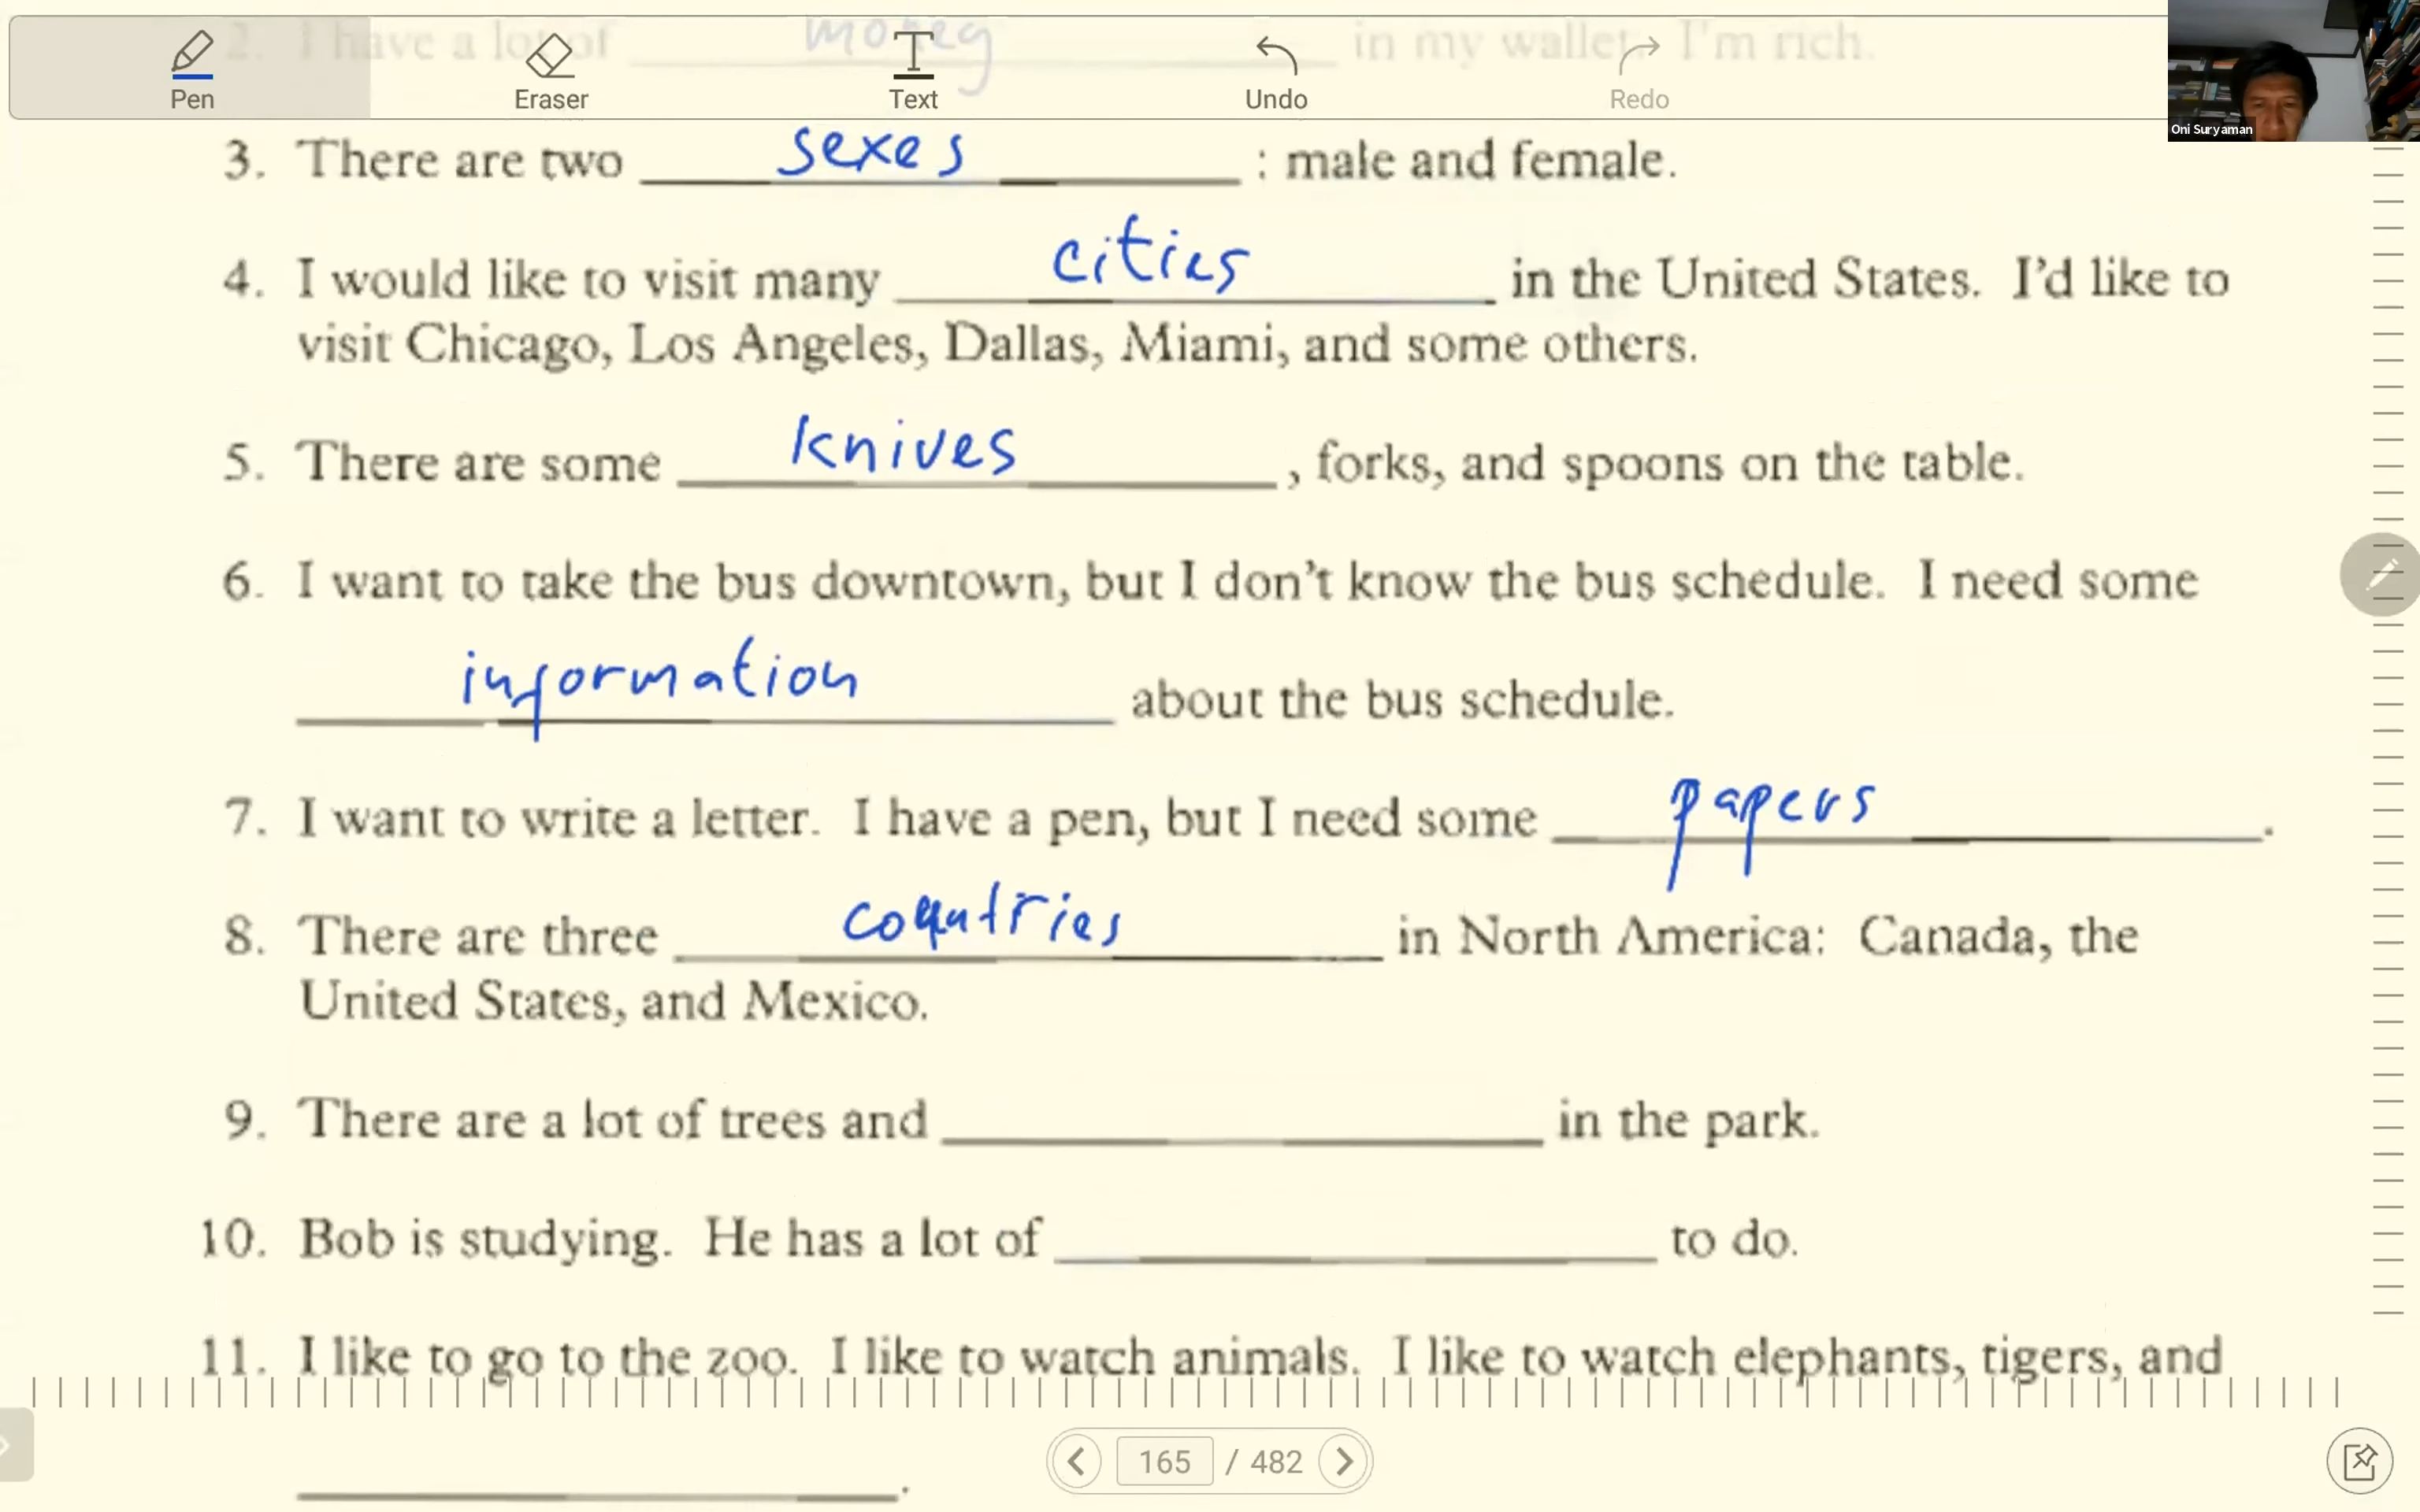 2. I have a lot of money in my wallet. I'm rich.
Pen Eraser Text Undo Redo
Oni Suryaman
3. There are two sexes : male and female.
4. I would like to visit many cities in the United States. I'd like to
visit Chicago, Los Angeles, Dallas, Miami, and some others.
5. There are some knives , forks, and spoons on the table.
6. I want to take the bus downtown, but I don't know the bus schedule. I need some
information about the bus schedule.
7. I want to write a letter. I have a pen, but I need some papers .
8. There are three countries in North America: Canada, the
United States, and Mexico.
9. There are a lot of trees and in the park.
10. Bob is studying. He has a lot of to do.
11. I like to go to the zoo. I like to watch animals. I like to watch elephants, tigers, and
.
165 / 482